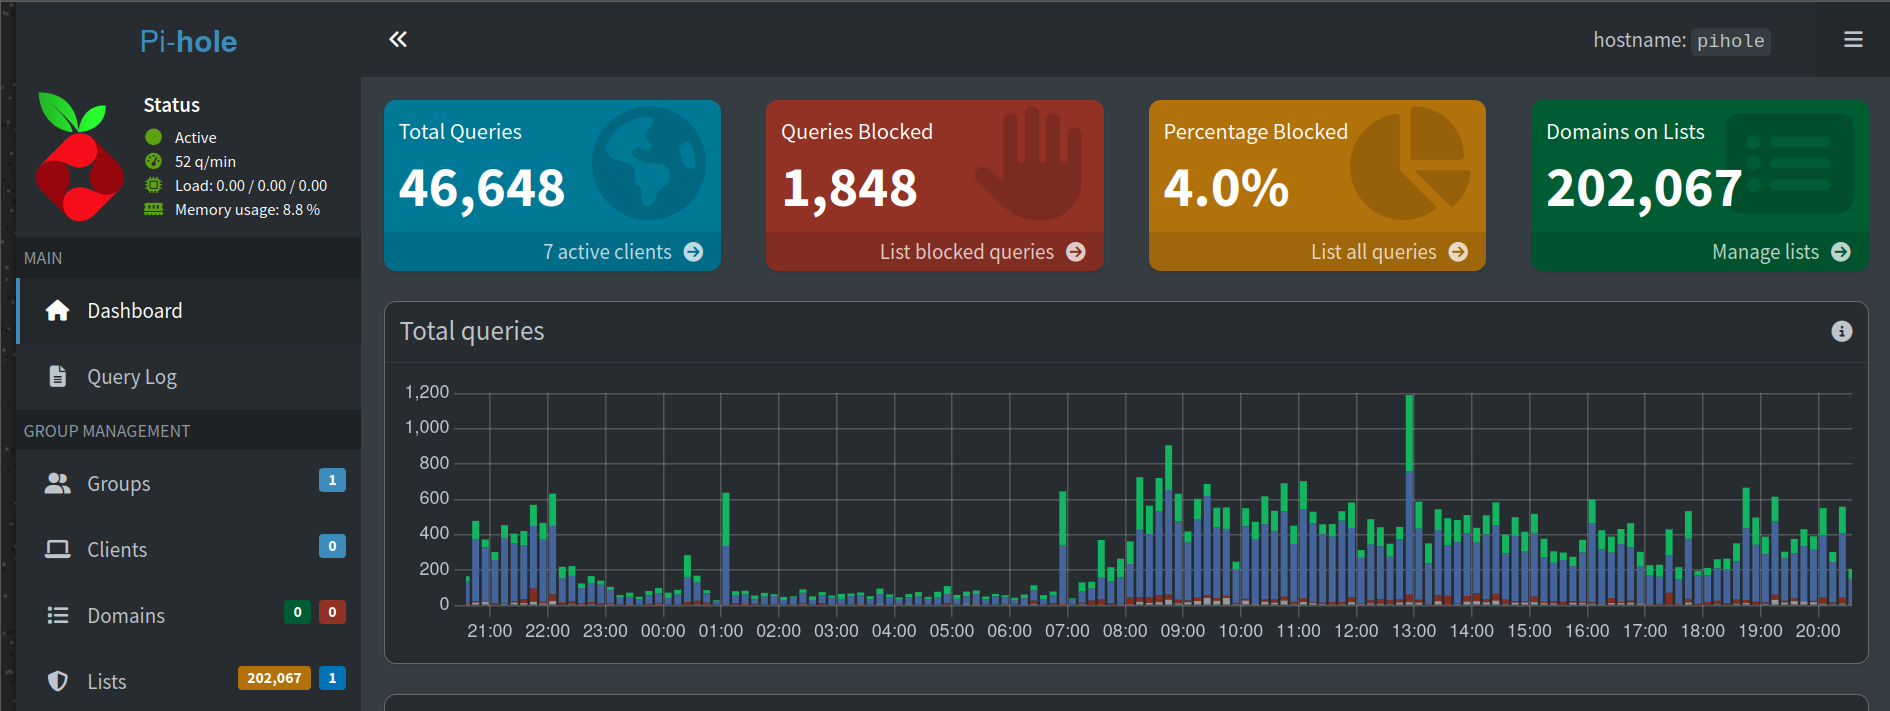 Pi-hole
hostname: pihole
Status
Active
52 q/min
Load: 0.00 / 0.00 / 0.00
Memory usage: 8.8 %
MAIN
Dashboard
Query Log
GROUP MANAGEMENT
Groups 1
Clients 0
Domains 0 0
Lists 202,067 1
Total Queries
46,648
7 active clients
Queries Blocked
1,848
List blocked queries
Percentage Blocked
4.0%
List all queries
Domains on Lists
202,067
Manage lists
Total queries
1,200
1,000
800
600
400
200
0
21:00 22:00 23:00 00:00 01:00 02:00 03:00 04:00 05:00 06:00 07:00 08:00 09:00 10:00 11:00 12:00 13:00 14:00 15:00 16:00 17:00 18:00 19:00 20:00